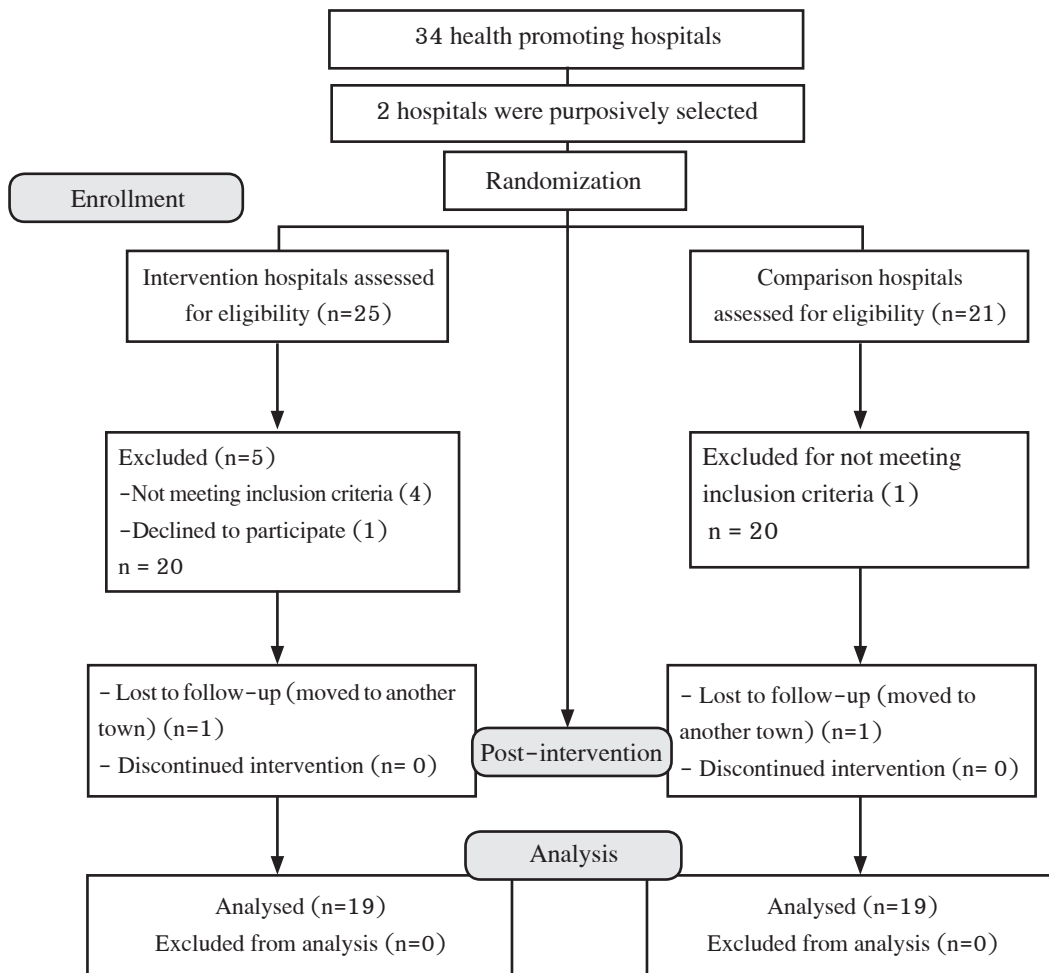 34 health promoting hospitals
2 hospitals were purposively selected
Randomization
Enrollment
Intervention hospitals assessed
for eligibility (n=25)
Comparison hospitals
assessed for eligibility (n=21)
Excluded (n=5)
-Not meeting inclusion criteria (4)
-Declined to participate (1)
n = 20
Excluded for not meeting
inclusion criteria (1)
n = 20
- Lost to follow-up (moved to another
town) (n=1)
- Discontinued intervention (n= 0)
Post-intervention
- Lost to follow-up (moved to
another town) (n=1)
- Discontinued intervention (n= 0)
Analysis
Analysed (n=19)
Excluded from analysis (n=0)
Analysed (n=19)
Excluded from analysis (n=0)